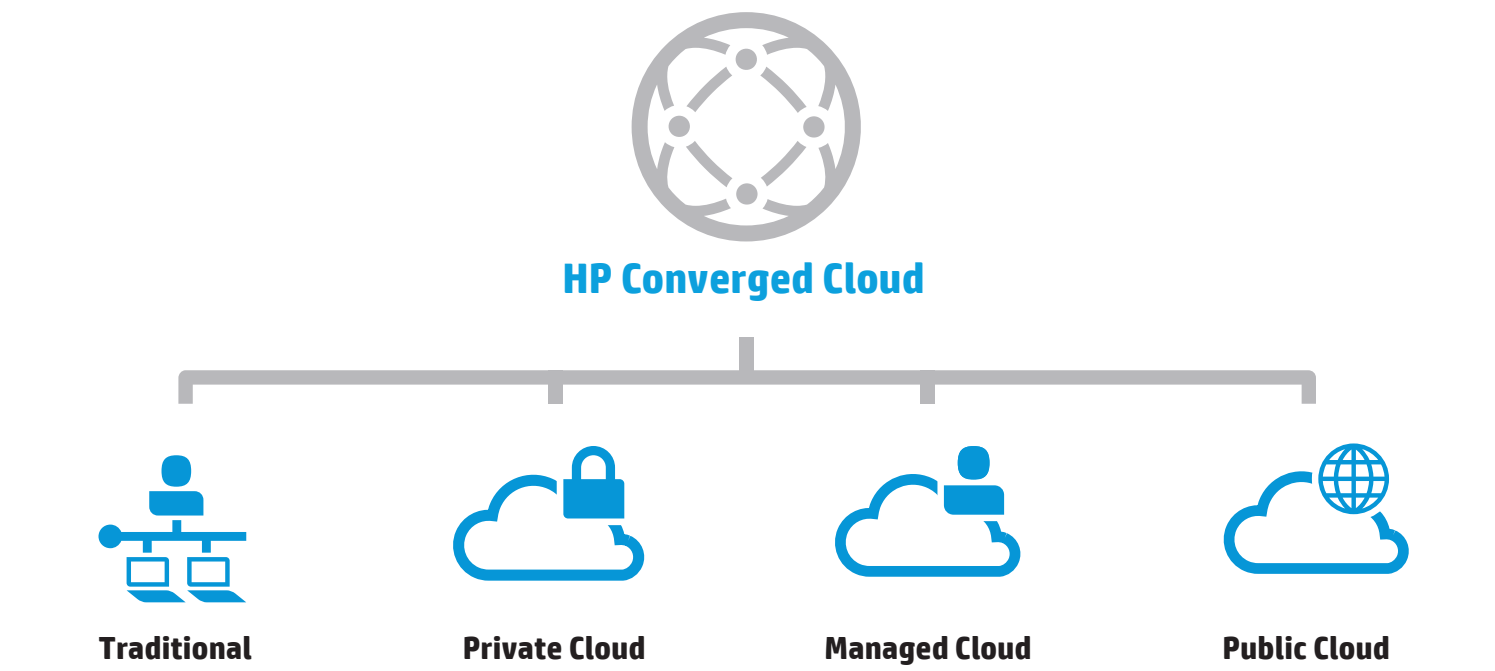 HP Converged Cloud
Traditional
Private Cloud
Managed Cloud
Public Cloud